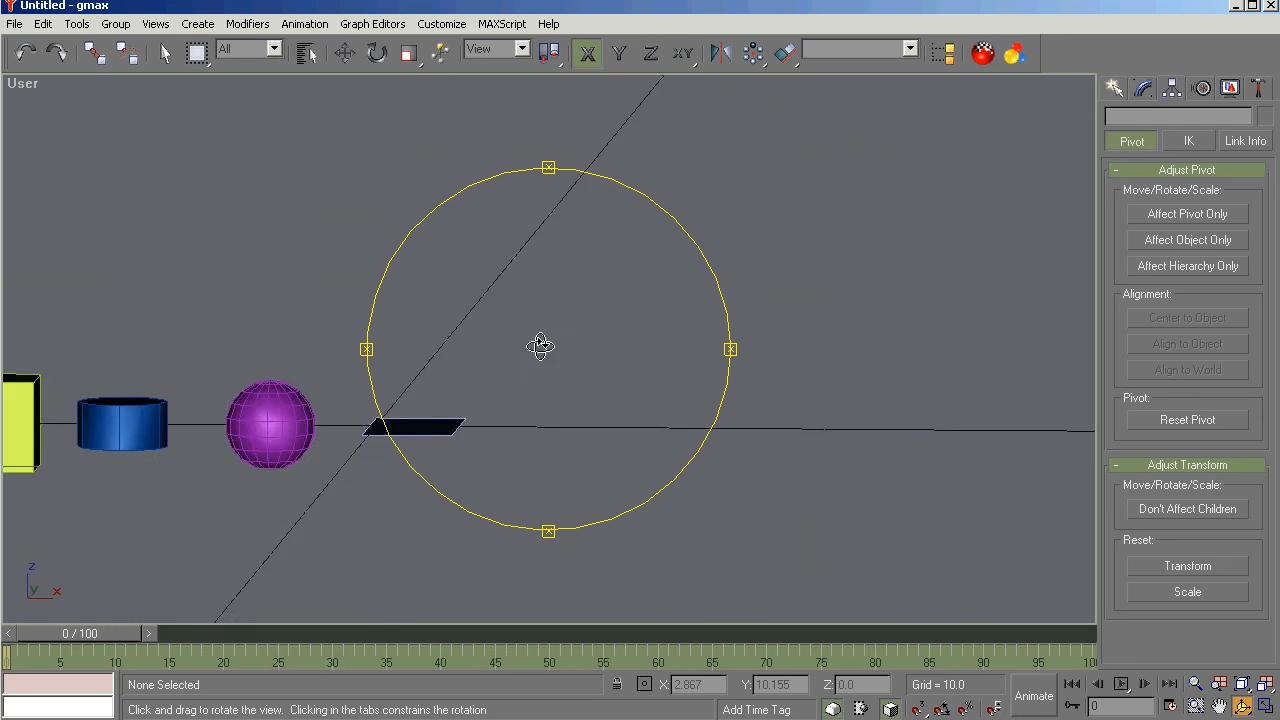 Untitled - gmax
File Edit Tools Group Views Create Modifiers Animation Graph Editors Customize MAXScript Help
All View X Y Z XY
User
Pivot IK Link Info
- Adjust Pivot
Move/Rotate/Scale:
Affect Pivot Only
Affect Object Only
Affect Hierarchy Only
Alignment:
Center to Object
Align to Object
Align to World
Pivot:
Reset Pivot
- Adjust Transform
Move/Rotate/Scale:
Don't Affect Children
Reset:
Transform
Scale
z
y x
< 0 / 100 >
5 10 15 20 25 30 35 40 45 50 55 60 65 70 75 80 85 90 95 100
None Selected X: 2.867 Y: 10.155 Z: 0.0 Grid = 10.0 Animate
Click and drag to rotate the view. Clicking in the tabs constrains the rotation Add Time Tag 0